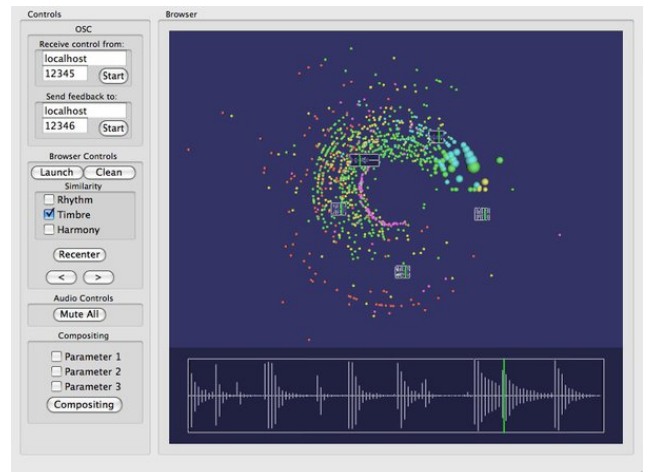 Controls
OSC
Receive control from:
localhost
12345 Start
Send feedback to:
localhost
12346 Start
Browser Controls
Launch Clean
Similarity
Rhythm
Timbre
Harmony
Recenter
< >
Audio Controls
Mute All
Compositing
Parameter 1
Parameter 2
Parameter 3
Compositing
Browser